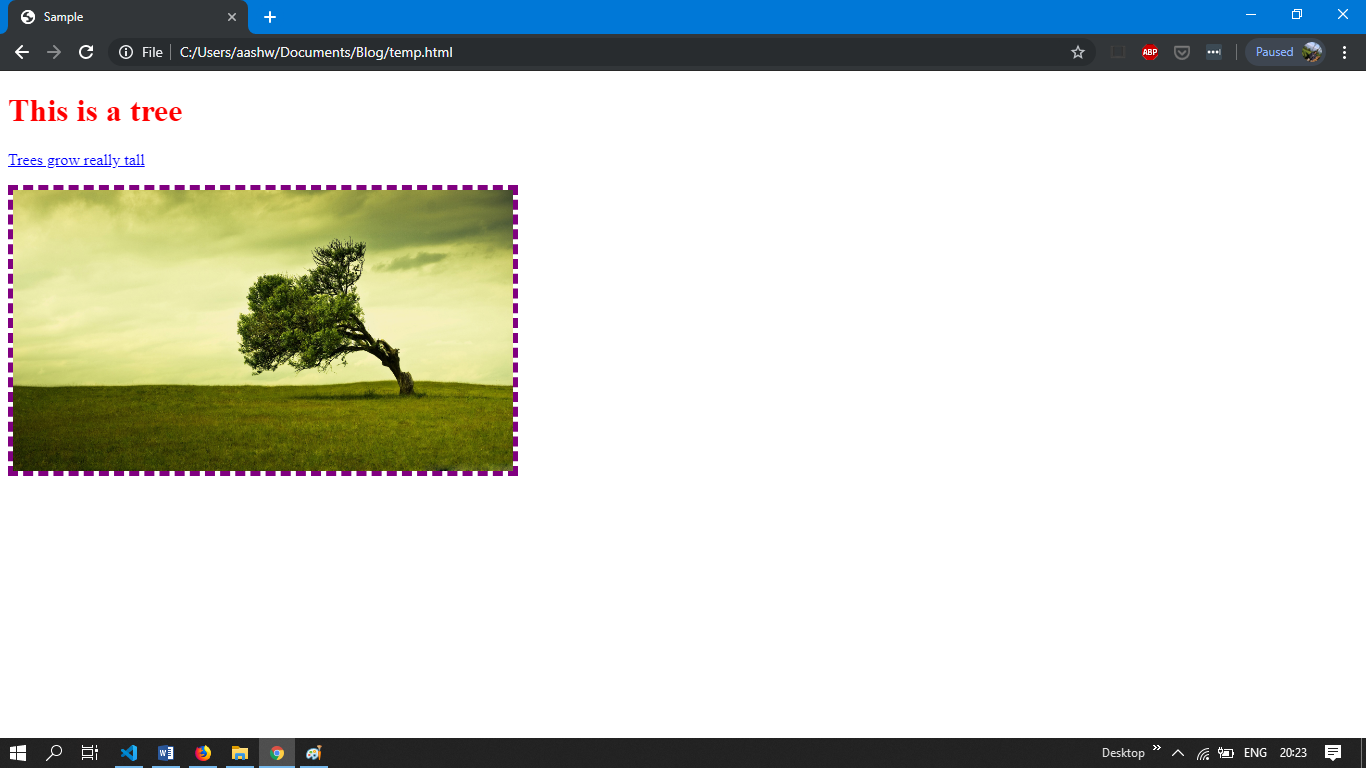 Sample
File C:/Users/aashw/Documents/Blog/temp.html
ABP
Paused
This is a tree
Trees grow really tall
Desktop
ENG
20:23